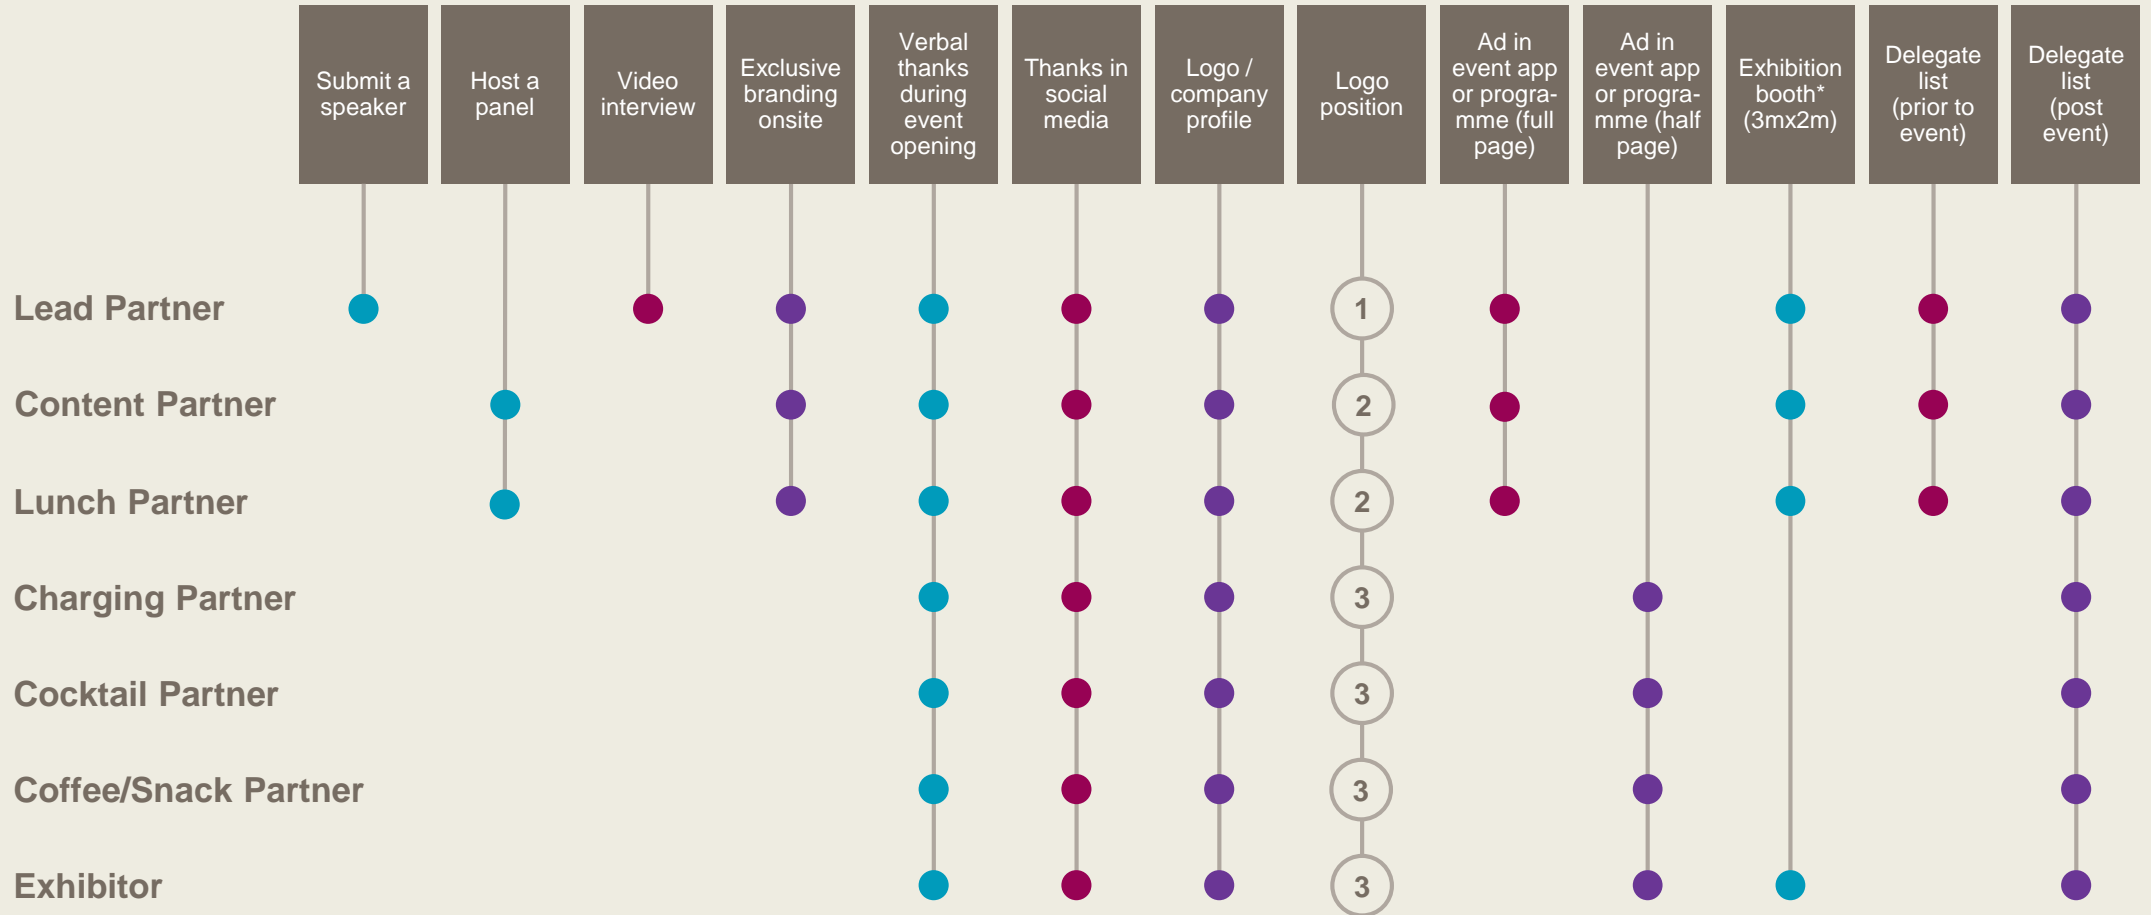 Submit a
speaker
Host a
panel
Video
interview
Exclusive
branding
onsite
Verbal
thanks
during
event
opening
Thanks in
social
media
Logo /
company
profile
Logo
position
Ad in
event app
or progra-
mme (full
page)
Ad in
event app
or progra-
mme (half
page)
Exhibition
booth*
(3mx2m)
Delegate
list
(prior to
event)
Delegate
list
(post
event)
Lead Partner
1
Content Partner
2
Lunch Partner
2
Charging Partner
3
Cocktail Partner
3
Coffee/Snack Partner
3
Exhibitor
3